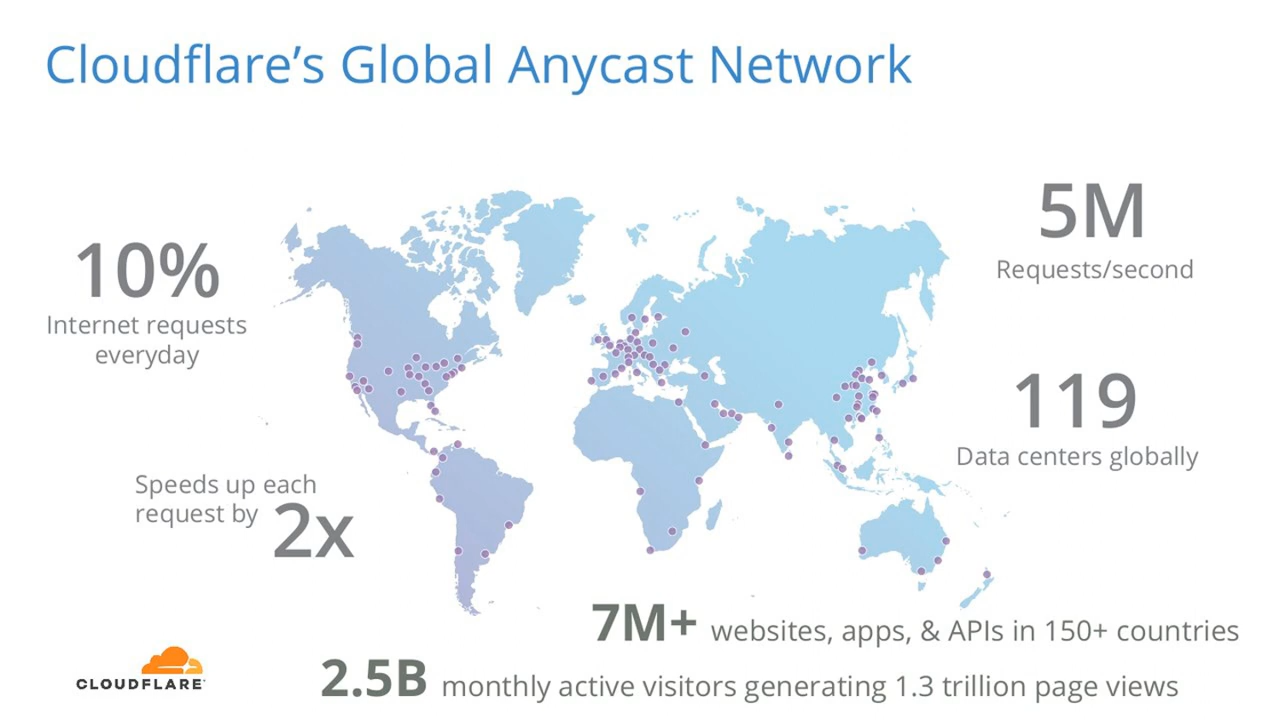 Cloudflare’s Global Anycast Network
10%
Internet requests
everyday
5M
Requests/second
119
Data centers globally
Speeds up each
request by 2x
7M+ websites, apps, & APIs in 150+ countries
2.5B monthly active visitors generating 1.3 trillion page views
CLOUDFLARE